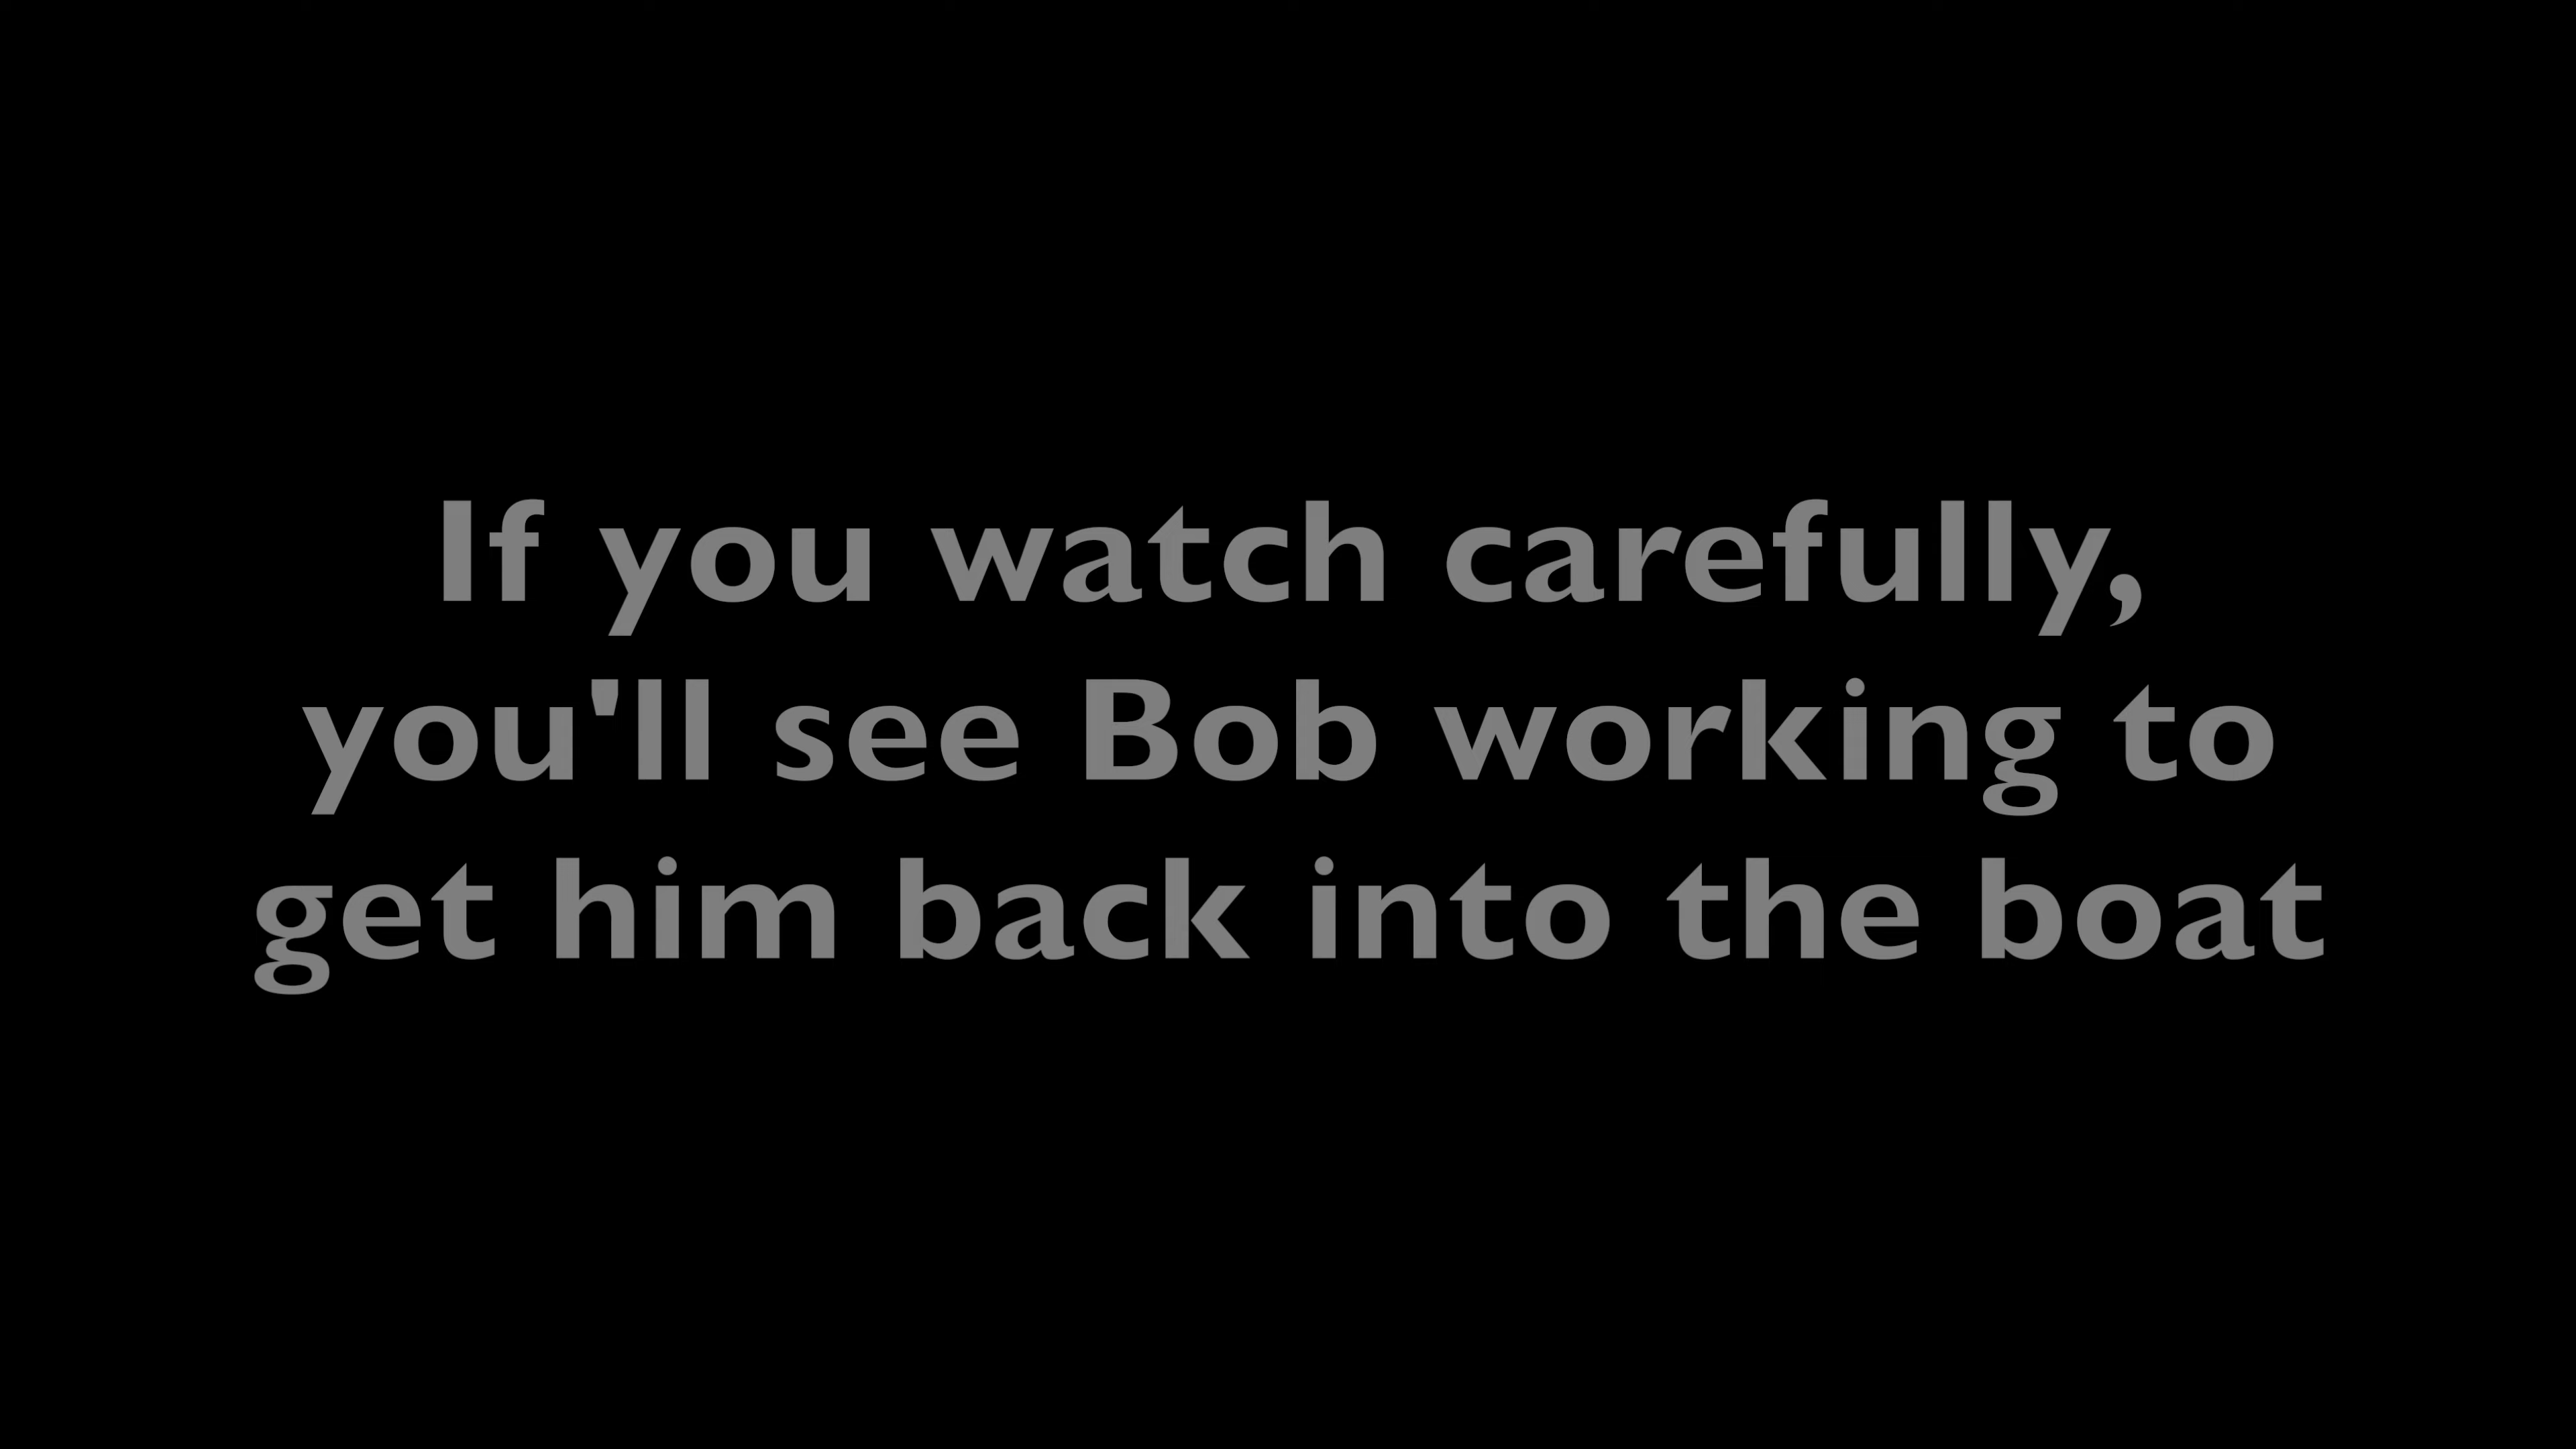 If you watch carefully,
you'll see Bob working to
get him back into the boat